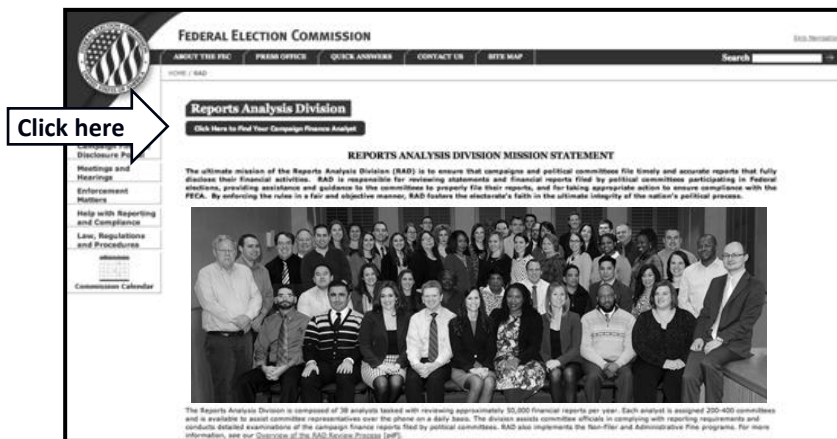 FEDERAL ELECTION COMMISSION
Skip Navigation
ABOUT THE FEC PRESS OFFICE QUICK ANSWERS CONTACT US SITE MAP
Search
HOME / RAD
Click here
Reports Analysis Division
Click Here to Find Your Campaign Finance Analyst
Disclosure
Meetings and
Hearings
Enforcement
Matters
Help with Reporting
and Compliance
Law, Regulations
and Procedures
Commission Calendar
REPORTS ANALYSIS DIVISION MISSION STATEMENT
The ultimate mission of the Reports Analysis Division (RAD) is to ensure that campaigns and political committees file timely and accurate reports that fully
disclose their financial activities. RAD is responsible for reviewing statements and financial reports filed by political committees participating in Federal
elections, providing assistance and guidance to the committees to properly file their reports, and for taking appropriate action to ensure compliance with the
FECA. By enforcing the rules in a fair and objective manner, RAD fosters the electorate's faith in the ultimate integrity of the nation's political process.
The Reports Analysis Division is composed of 38 analysts tasked with reviewing approximately 50,000 financial reports per year. Each analyst is assigned 200-400 committees
and is available to assist committee representatives over the phone on a daily basis. The division assists committee officials in complying with reporting requirements and
conducts detailed examinations of the campaign finance reports filed by political committees. RAD also implements the Non-Filer and Administrative Fine programs. For more
information, see our Overview of the RAD Review Process [pdf].